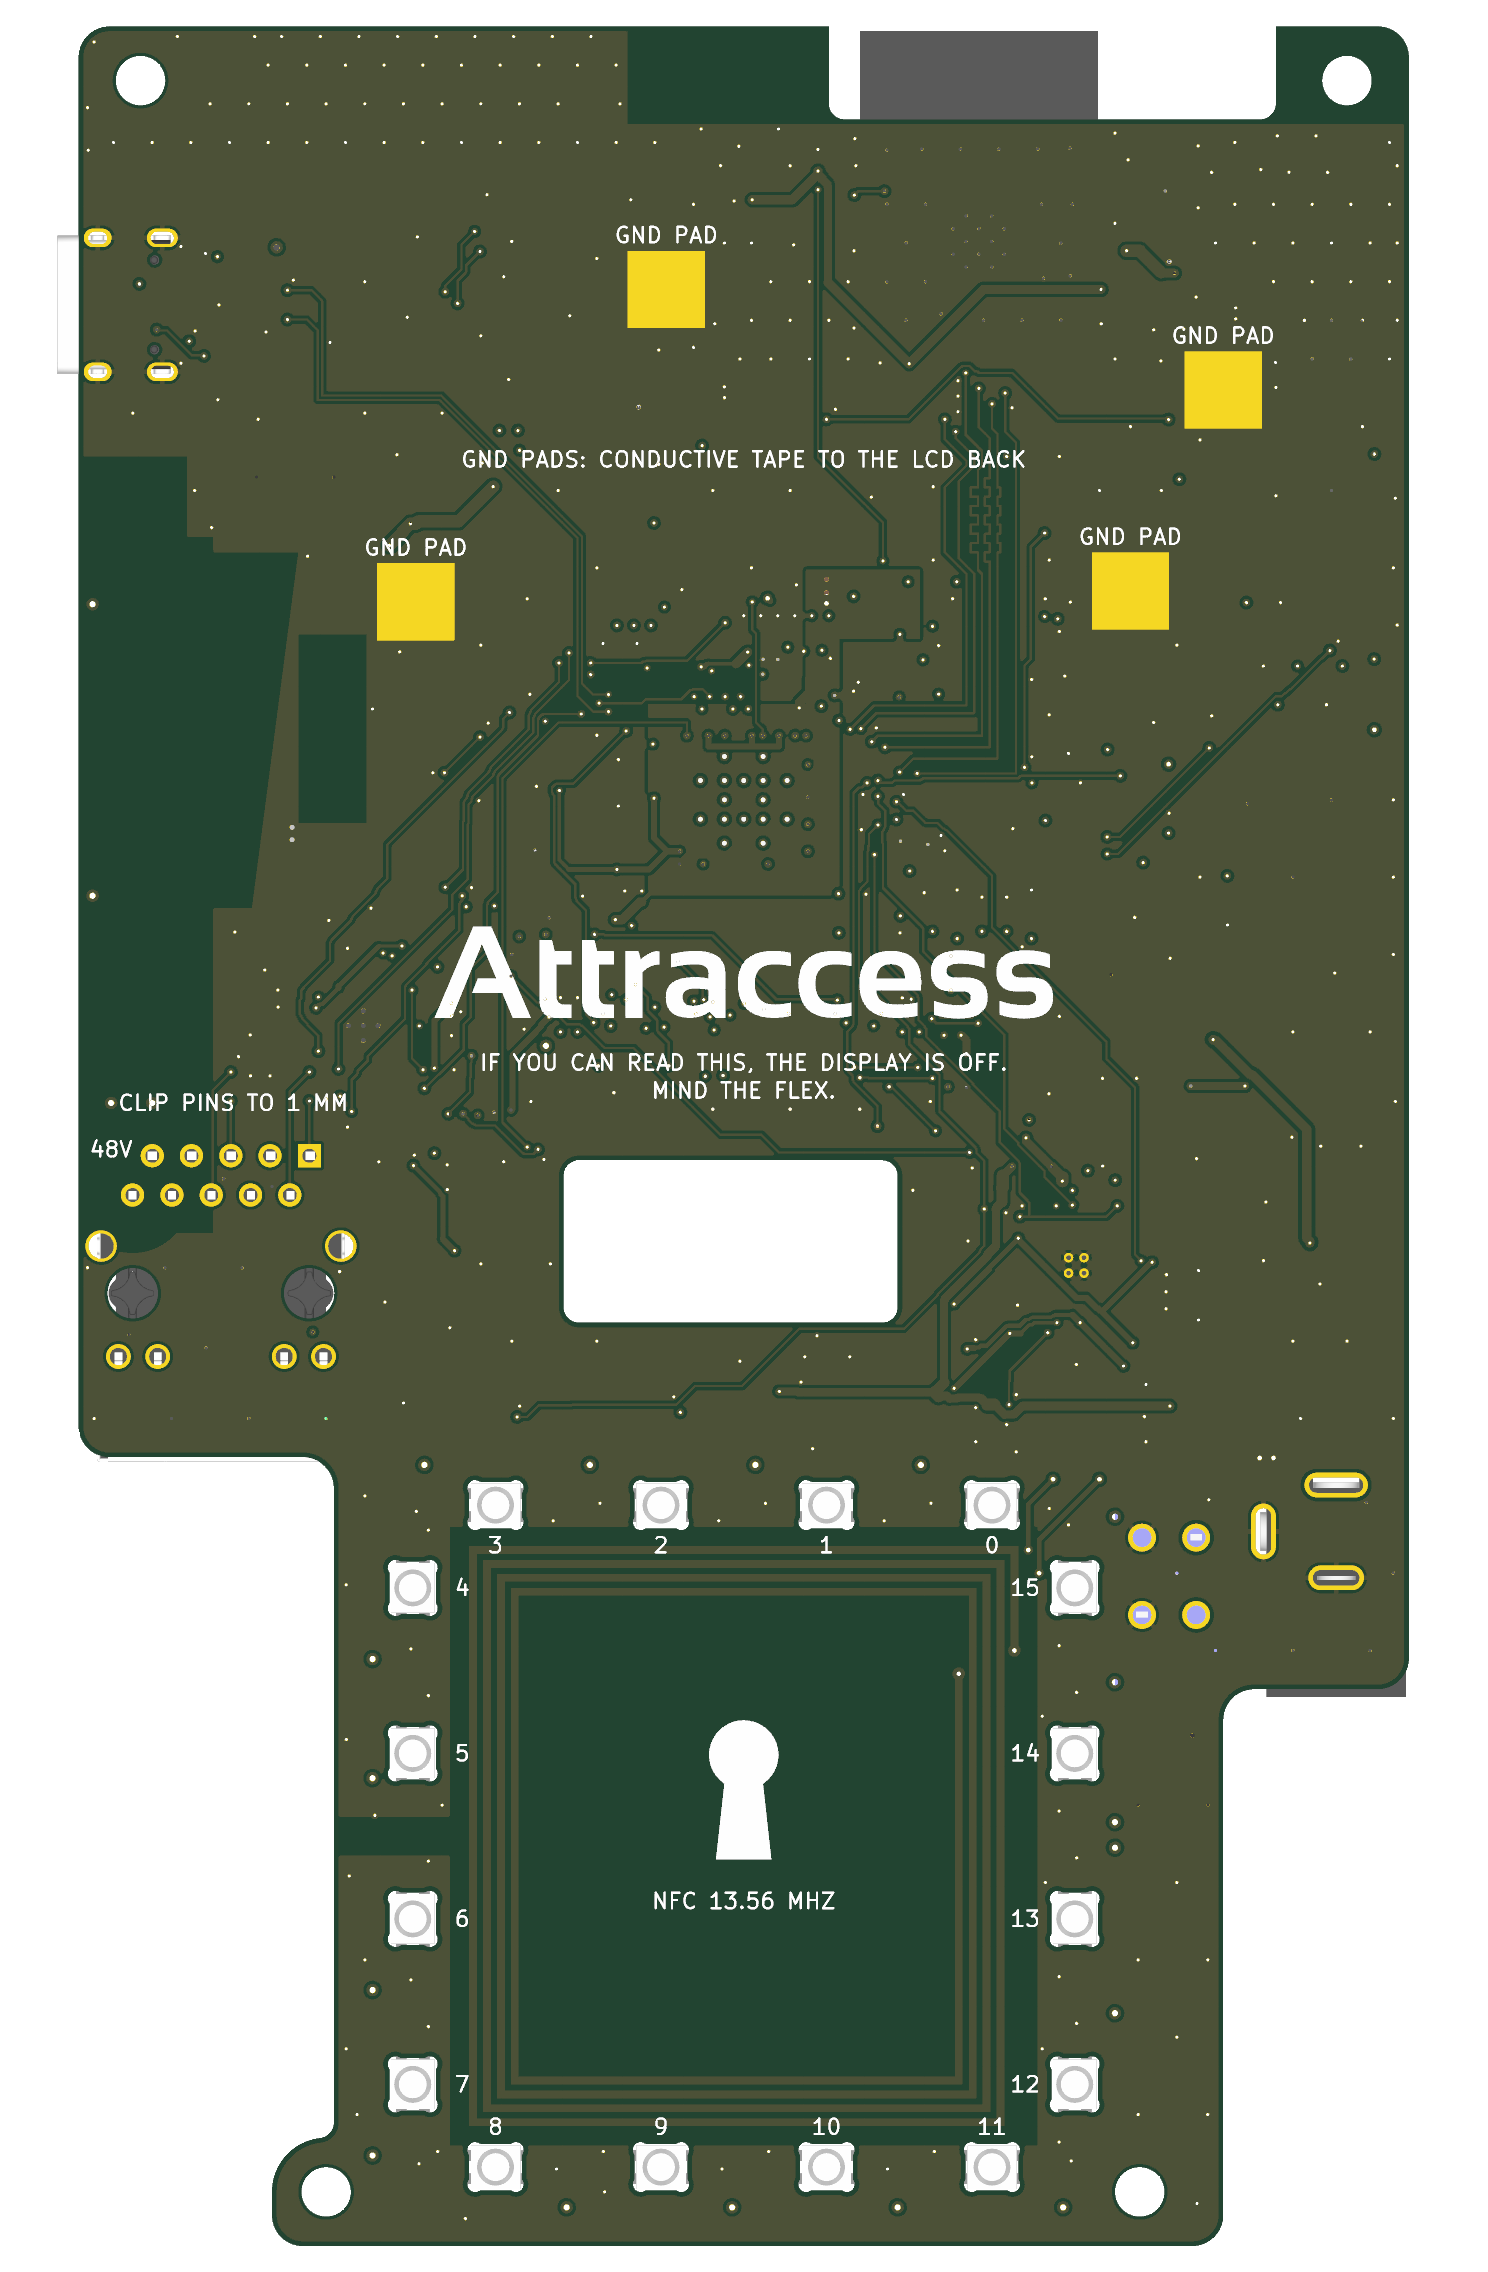 GND PAD
GND PAD
GND PADS: CONDUCTIVE TAPE TO THE LCD BACK
GND PAD
GND PAD
Attraccess
IF YOU CAN READ THIS, THE DISPLAY IS OFF.
MIND THE FLEX.
CLIP PINS TO 1 MM
48V
3 2 1 0
4 15
5 14
NFC 13.56 MHZ
6 13
7 12
8 9 10 11